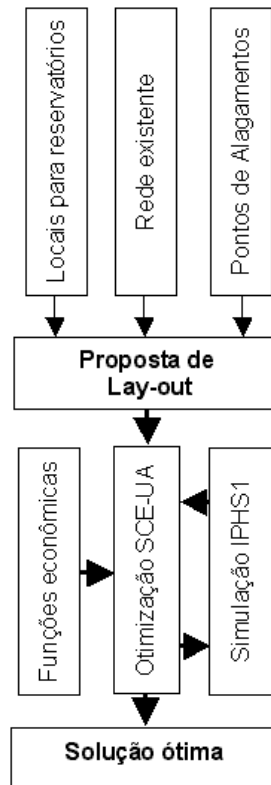 Locais para reservatórios
Rede existente
Pontos de Alagamentos
Proposta de
Lay-out
Funções econômicas
Otimização SCE-UA
Simulação IPHS1
Solução ótima